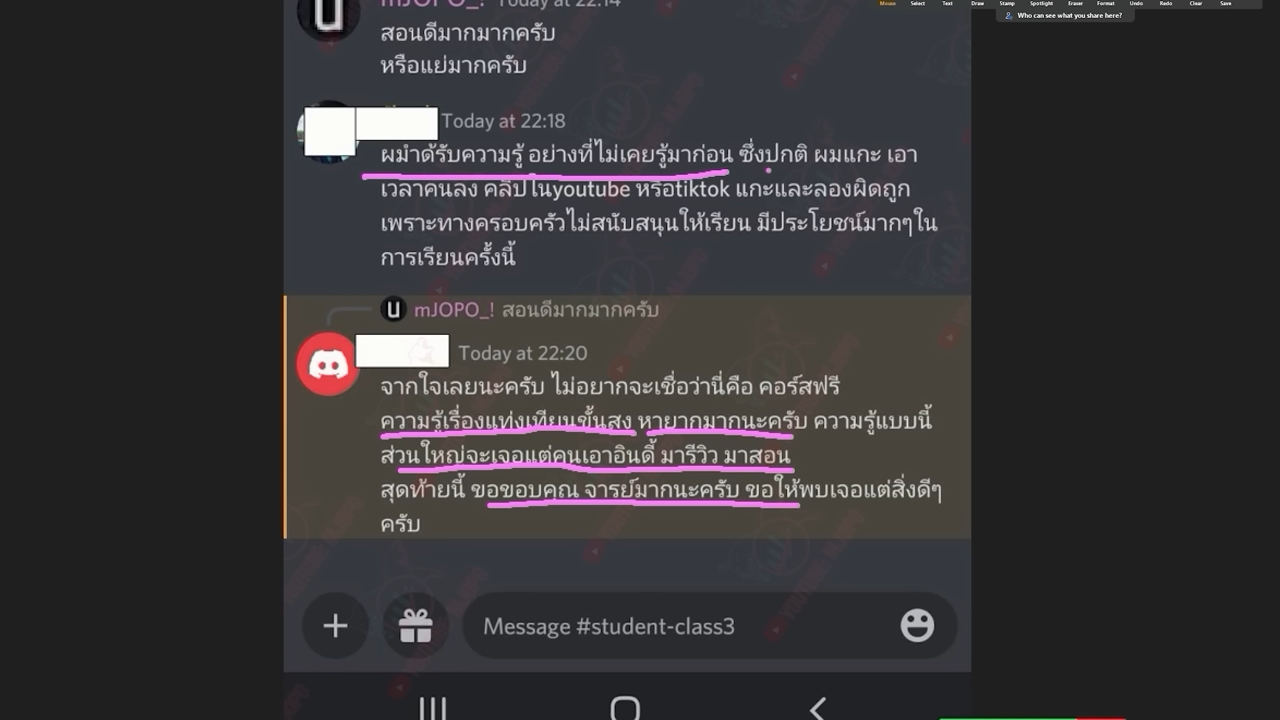 Mouse Select Text Draw Stamp Spotlight Eraser Format Undo Redo Clear Save
Who can see what you share here?
mJOPO_! Today at 22:14
สอนดีมากมากครับ
หรือแย่มากครับ
Today at 22:18
ผมำด้รับความรู้ อย่างที่ไม่เคยรู้มาก่อน ซึ่งปกติ ผมแกะ เอา
เวลาคนลง คลิปในyoutube หรือtiktok แกะและลองผิดถูก
เพราะทางครอบครัวไม่สนับสนุนให้เรียน มีประโยชน์มากๆใน
การเรียนครั้งนี้
mJOPO_! สอนดีมากมากครับ
Today at 22:20
จากใจเลยนะครับ ไม่อยากจะเชื่อว่านี่คือ คอร์สฟรี
ความรู้เรื่องแท่งเทียนขั้นสูง หายากมากนะครับ ความรู้แบบนี้
ส่วนใหญ่จะเจอแต่คนเอาอินดี้ มารีวิว มาสอน
สุดท้ายนี้ ขอขอบคุณ จารย์มากนะครับ ขอให้พบเจอแต่สิ่งดีๆ
ครับ
Message #student-class3